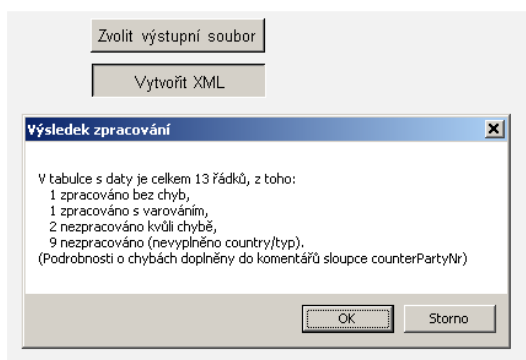 Zvolit výstupní soubor
Vytvořit XML
Výsledek zpracování
V tabulce s daty je celkem 13 řádků, z toho:
1 zpracováno bez chyb,
1 zpracováno s varováním,
2 nezpracováno kvůli chybě,
9 nezpracováno (nevyplněno country/typ).
(Podrobnosti o chybách doplněny do komentářů sloupce counterPartyNr)
OK Storno